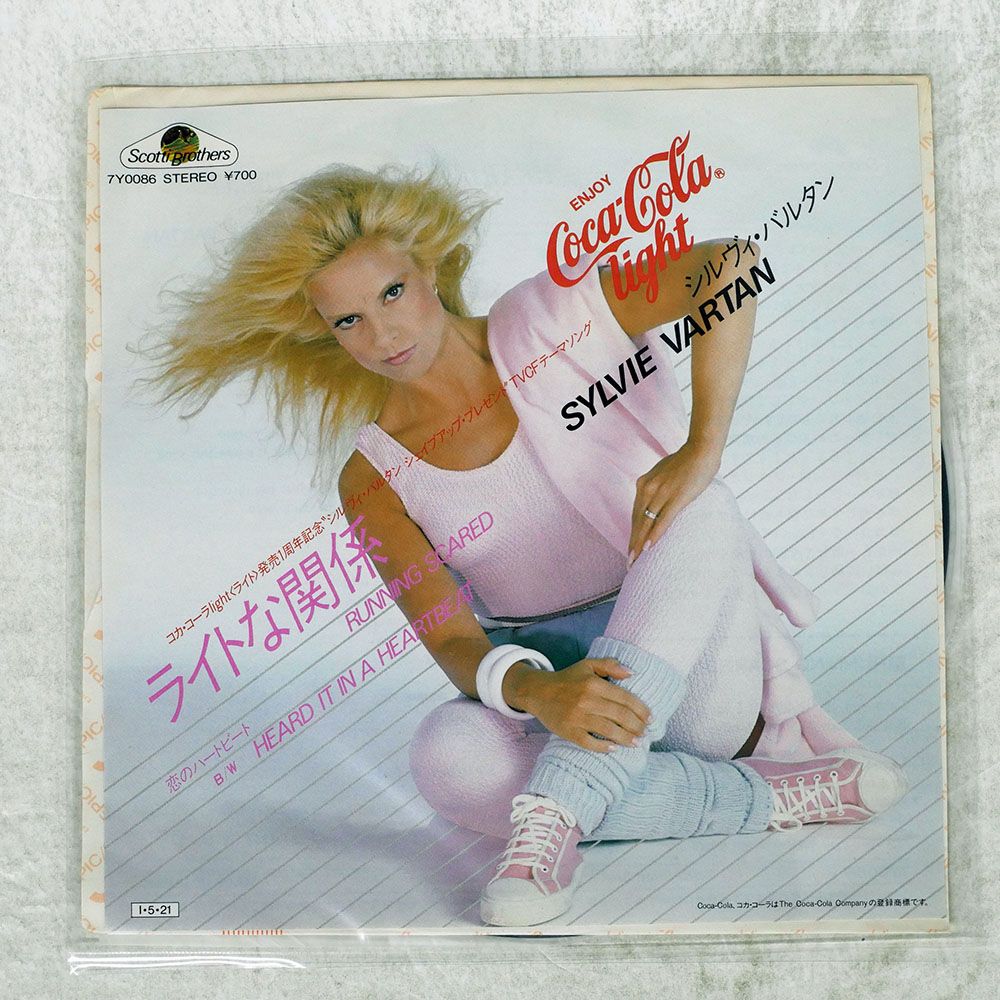 Scotti Brothers
7Y0086 STEREO ¥700
ENJOY
Coca-Cola®
light
シルヴィ・バルタン
SYLVIE VARTAN
コカ・コーラlight〈ライト〉発売1周年記念“シルヴィ・バルタン シェイプアップ・プレゼント”TVCFテーマソング
ライトな関係
RUNNING SCARED
恋のハートビート
B/W HEARD IT IN A HEARTBEAT
I・5・21
Coca-Cola、コカ・コーラはThe Coca-Cola Companyの登録商標です。